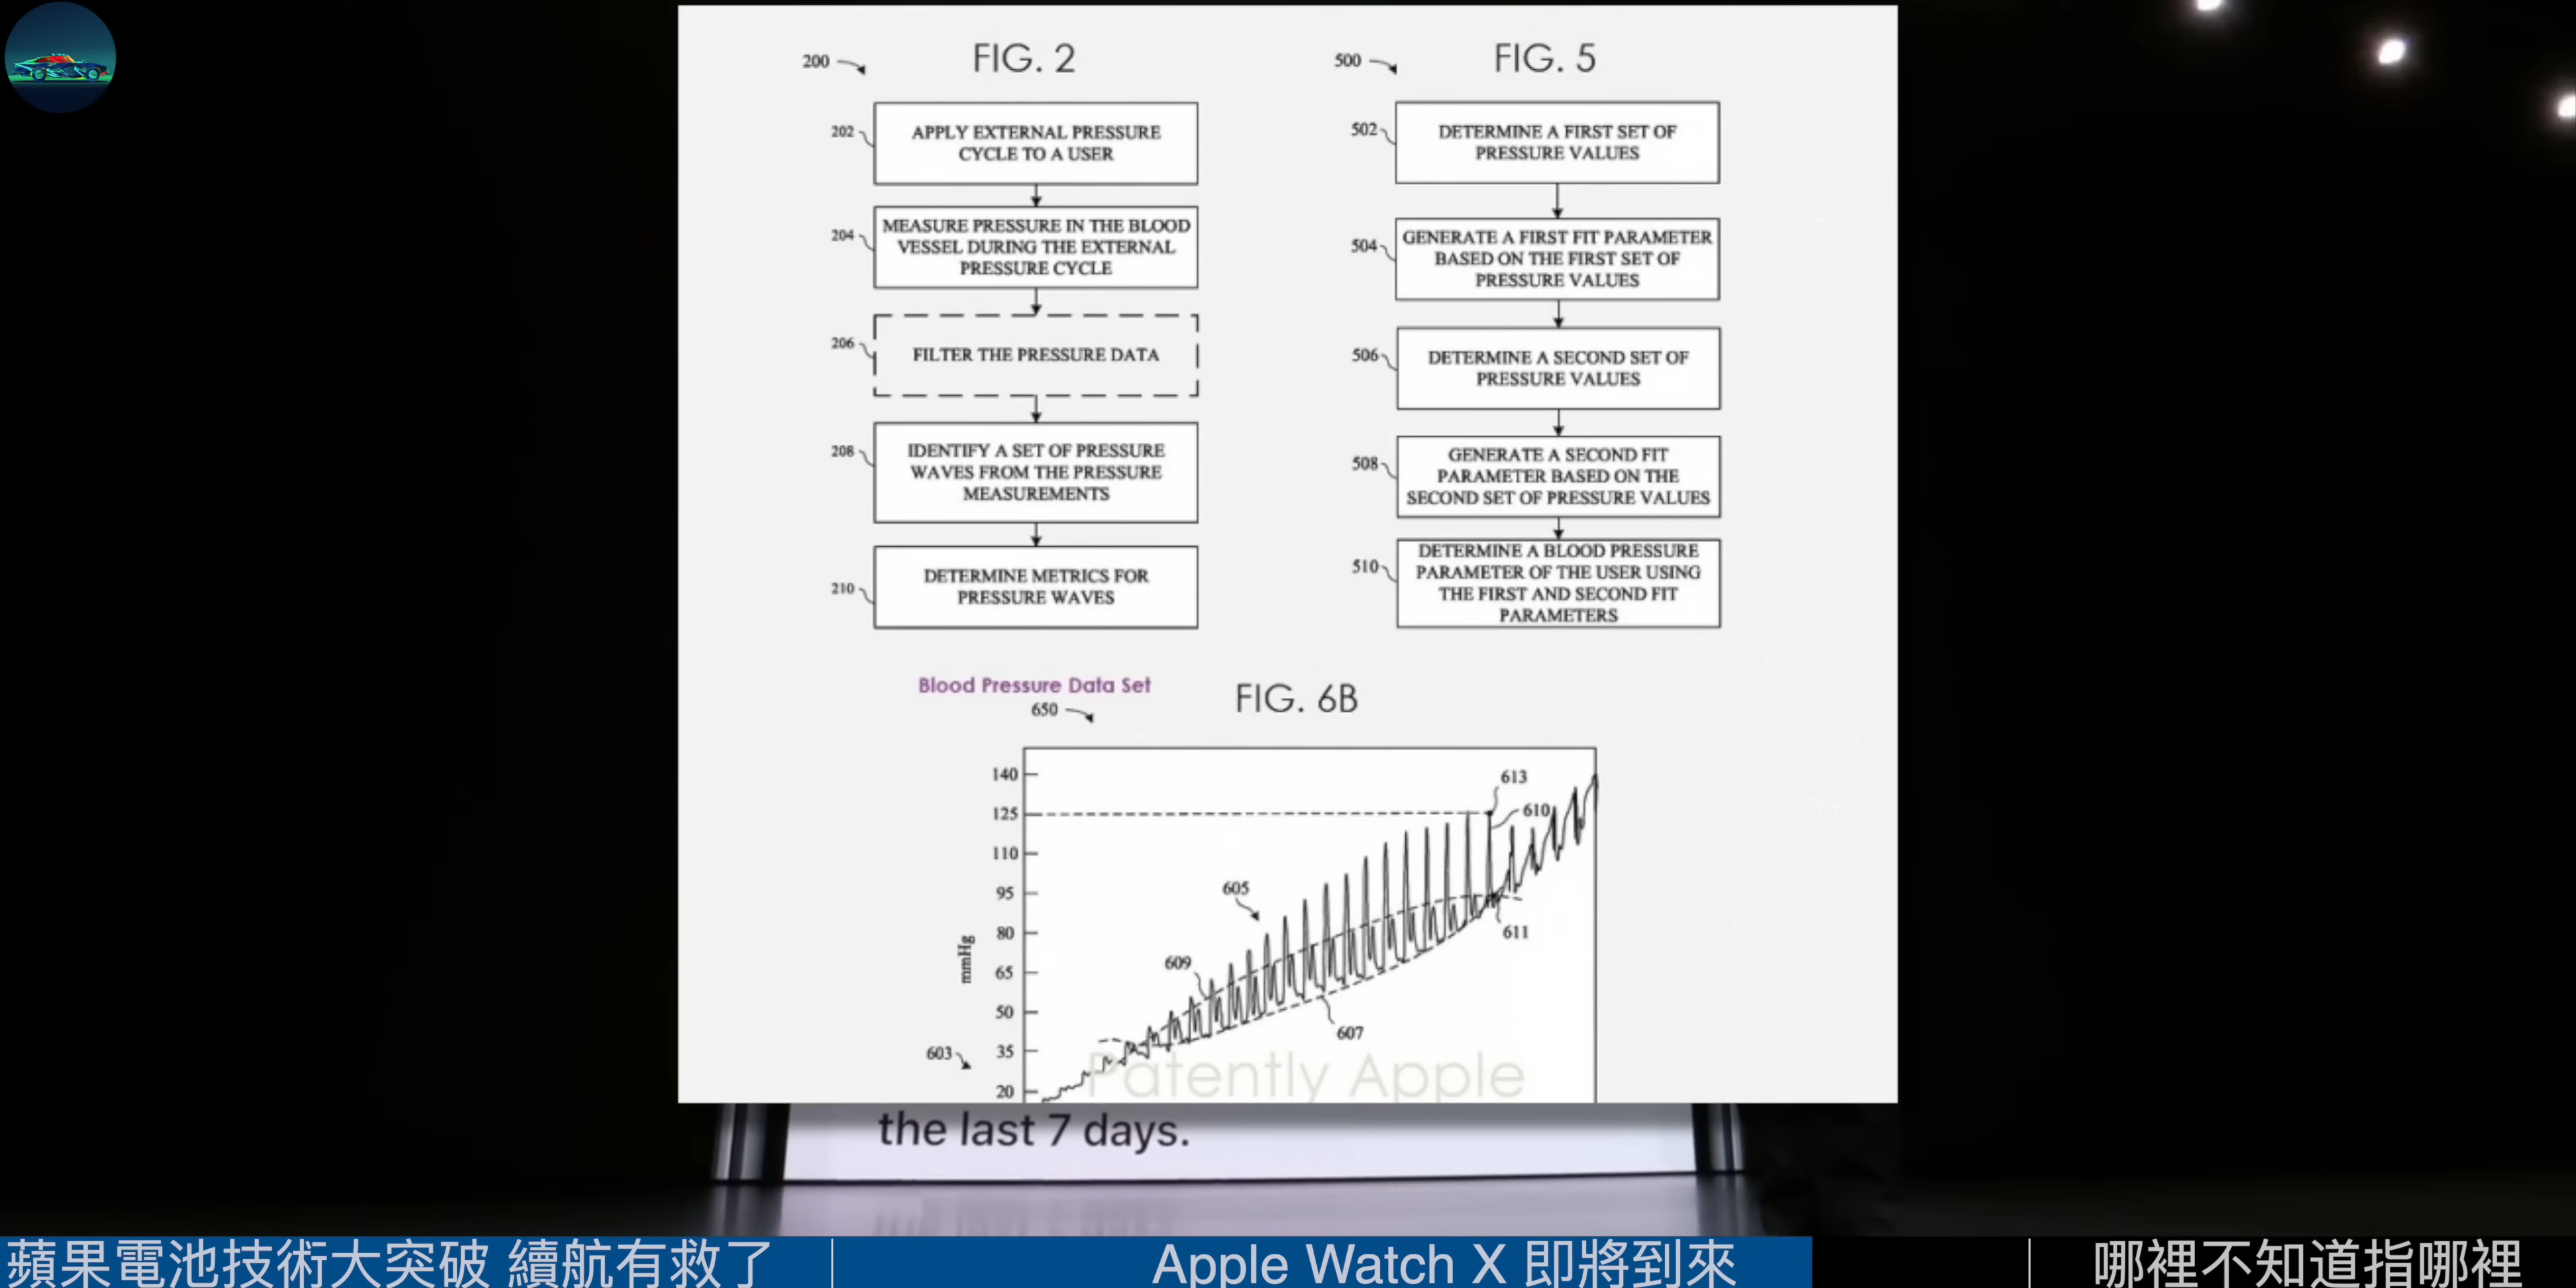 FIG. 2
200
202
APPLY EXTERNAL PRESSURE
CYCLE TO A USER
204
MEASURE PRESSURE IN THE BLOOD
VESSEL DURING THE EXTERNAL
PRESSURE CYCLE
206
FILTER THE PRESSURE DATA
208
IDENTIFY A SET OF PRESSURE
WAVES FROM THE PRESSURE
MEASUREMENTS
210
DETERMINE METRICS FOR
PRESSURE WAVES
FIG. 5
500
502
DETERMINE A FIRST SET OF
PRESSURE VALUES
504
GENERATE A FIRST FIT PARAMETER
BASED ON THE FIRST SET OF
PRESSURE VALUES
506
DETERMINE A SECOND SET OF
PRESSURE VALUES
508
GENERATE A SECOND FIT
PARAMETER BASED ON THE
SECOND SET OF PRESSURE VALUES
510
DETERMINE A BLOOD PRESSURE
PARAMETER OF THE USER USING
THE FIRST AND SECOND FIT
PARAMETERS
Blood Pressure Data Set
FIG. 6B
650
140
125
110
95
80
65
50
35
20
mmHg
603
605
607
609
610
611
613
Patently Apple
the last 7 days.
蘋果電池技術大突破 續航有救了
Apple Watch X 即將到來
哪裡不知道指哪裡